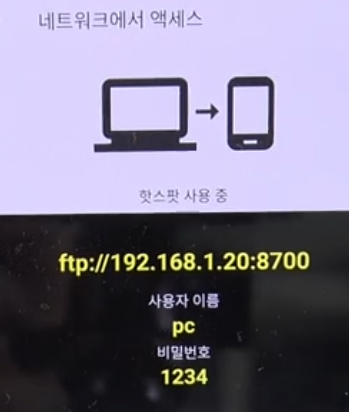 네트워크에서 액세스
핫스팟 사용 중
ftp://192.168.1.20:8700
사용자 이름
pc
비밀번호
1234